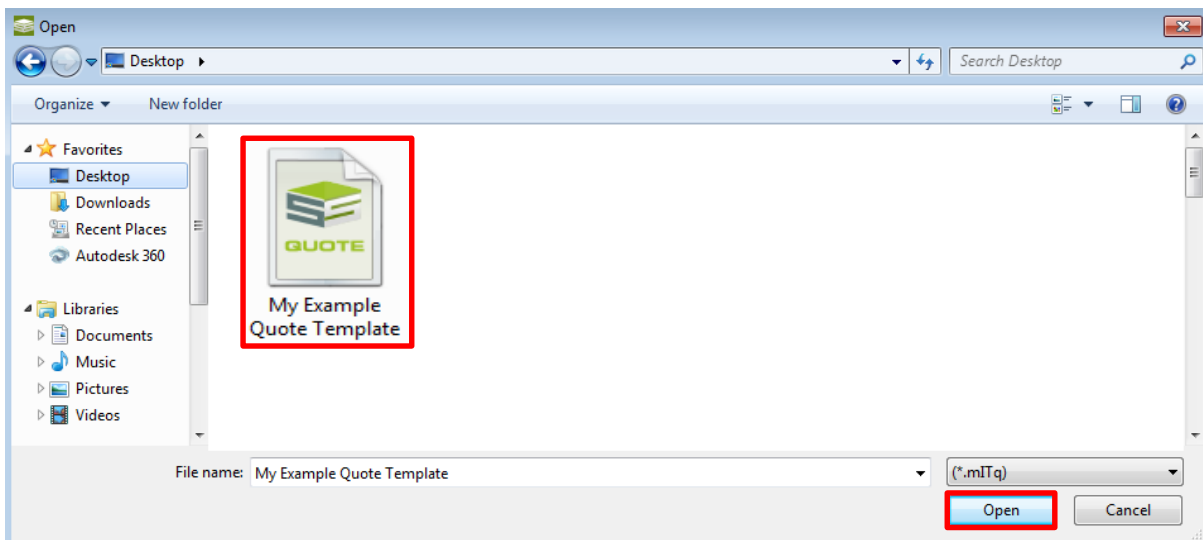 Open
Desktop
Search Desktop
Organize
New folder
Favorites
Desktop
Downloads
Recent Places
Autodesk 360
Libraries
Documents
Music
Pictures
Videos
QUOTE
My Example
Quote Template
File name: My Example Quote Template
(*.mITq)
Open
Cancel